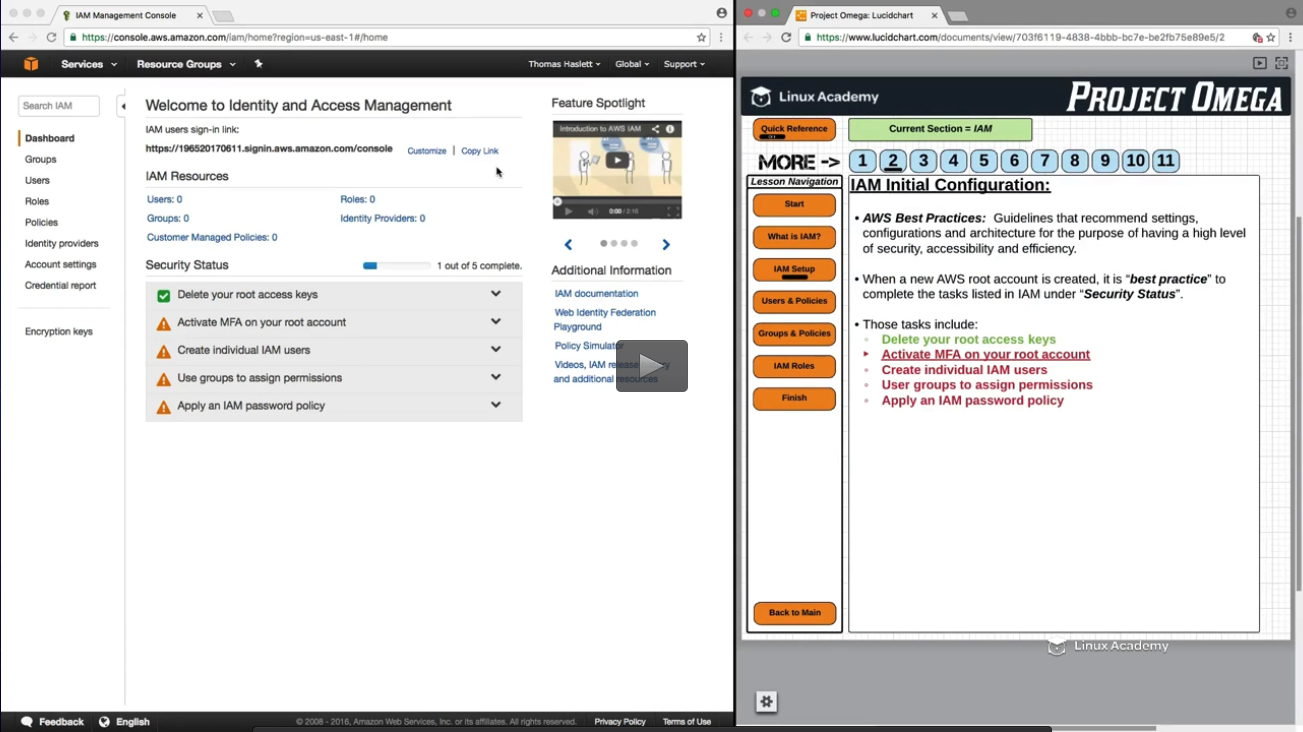 IAM Management Console
https://console.aws.amazon.com/iam/home?region=us-east-1#/home
Services
Resource Groups
Thomas Haslett
Global
Support
Search IAM
Dashboard
Groups
Users
Roles
Policies
Identity providers
Account settings
Credential report
Encryption keys
Welcome to Identity and Access Management
IAM users sign-in link:
https://196520170611.signin.aws.amazon.com/console
Customize | Copy Link
IAM Resources
Users: 0
Roles: 0
Groups: 0
Identity Providers: 0
Customer Managed Policies: 0
Security Status
1 out of 5 complete.
Delete your root access keys
Activate MFA on your root account
Create individual IAM users
Use groups to assign permissions
Apply an IAM password policy
Feature Spotlight
Introduction to AWS IAM
0:00 / 2:16
Additional Information
IAM documentation
Web Identity Federation
Playground
Policy Simulator
Videos, IAM release
and additional
Feedback
English
© 2008 - 2016, Amazon Web Services, Inc. or its affiliates. All rights reserved.
Privacy Policy
Terms of Use
Project Omega: Lucidchart
https://www.lucidchart.com/documents/view/703f6119-4838-4bbb-bc7e-be2fb75e89e5/2
Linux Academy
PROJECT OMEGA
Quick Reference
Current Section = IAM
MORE -> 1 2 3 4 5 6 7 8 9 10 11
Lesson Navigation
Start
What is IAM?
IAM Setup
Users & Policies
Groups & Policies
IAM Roles
Finish
Back to Main
IAM Initial Configuration:
• AWS Best Practices: Guidelines that recommend settings,
configurations and architecture for the purpose of having a high level
of security, accessibility and efficiency.
• When a new AWS root account is created, it is “best practice” to
complete the tasks listed in IAM under “Security Status”.
• Those tasks include:
Delete your root access keys
Activate MFA on your root account
Create individual IAM users
User groups to assign permissions
Apply an IAM password policy
Linux Academy